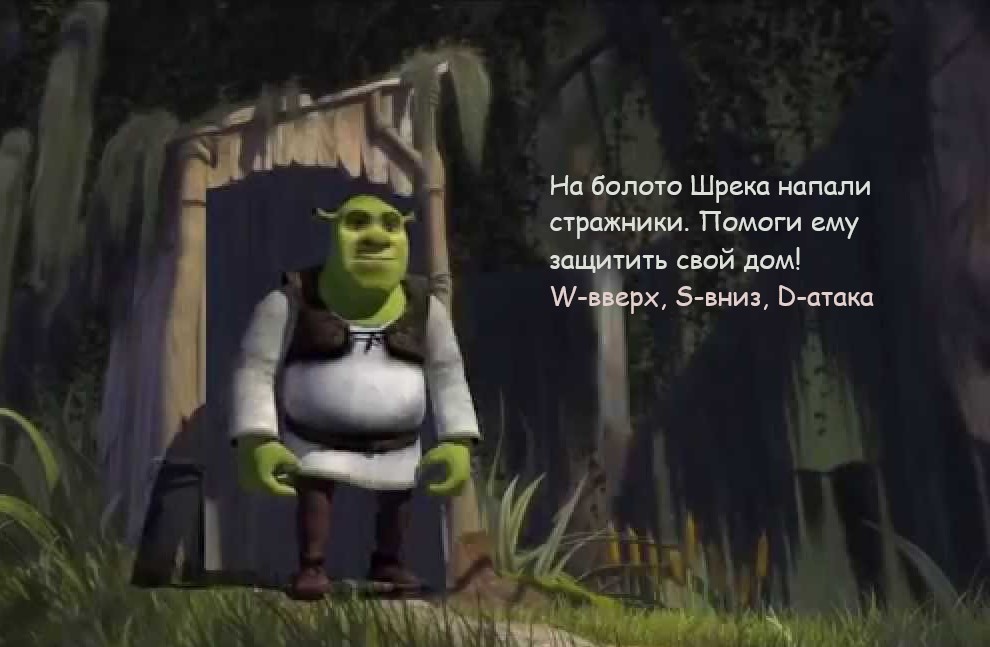 На болото Шрека напали
стражники. Помоги ему
защитить свой дом!
W-вверх, S-вниз, D-атака